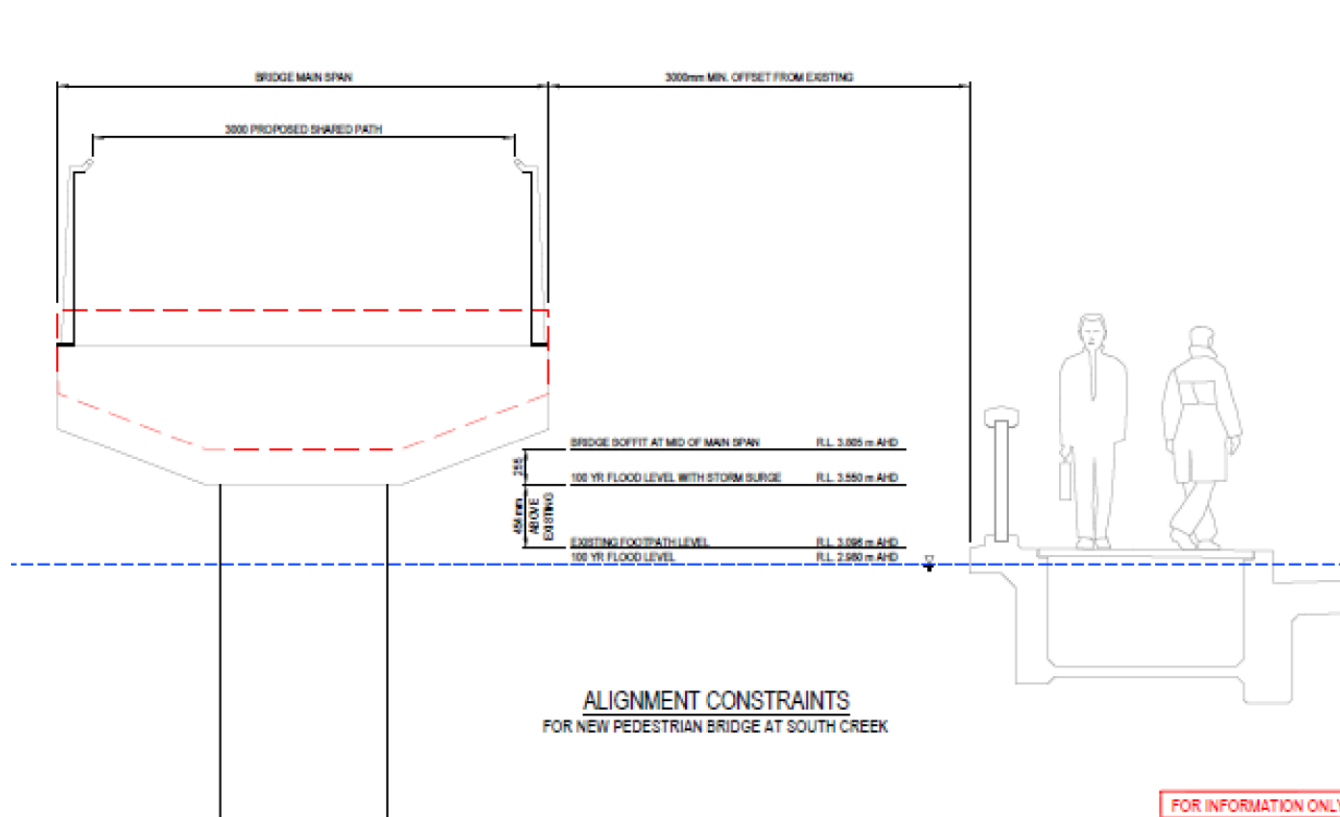 BRIDGE MAIN SPAN
3000mm MIN. OFFSET FROM EXISTING
3000 PROPOSED SHARED PATH
BRIDGE SOFFIT AT MID OF MAIN SPAN R.L. 3.805 m AHD
255
100 YR FLOOD LEVEL WITH STORM SURGE R.L. 3.550 m AHD
454mm
ABOVE
EXISTING
EXISTING FOOTPATH LEVEL R.L. 3.096 m AHD
100 YR FLOOD LEVEL R.L. 2.980 m AHD
ALIGNMENT CONSTRAINTS
FOR NEW PEDESTRIAN BRIDGE AT SOUTH CREEK
FOR INFORMATION ONLY